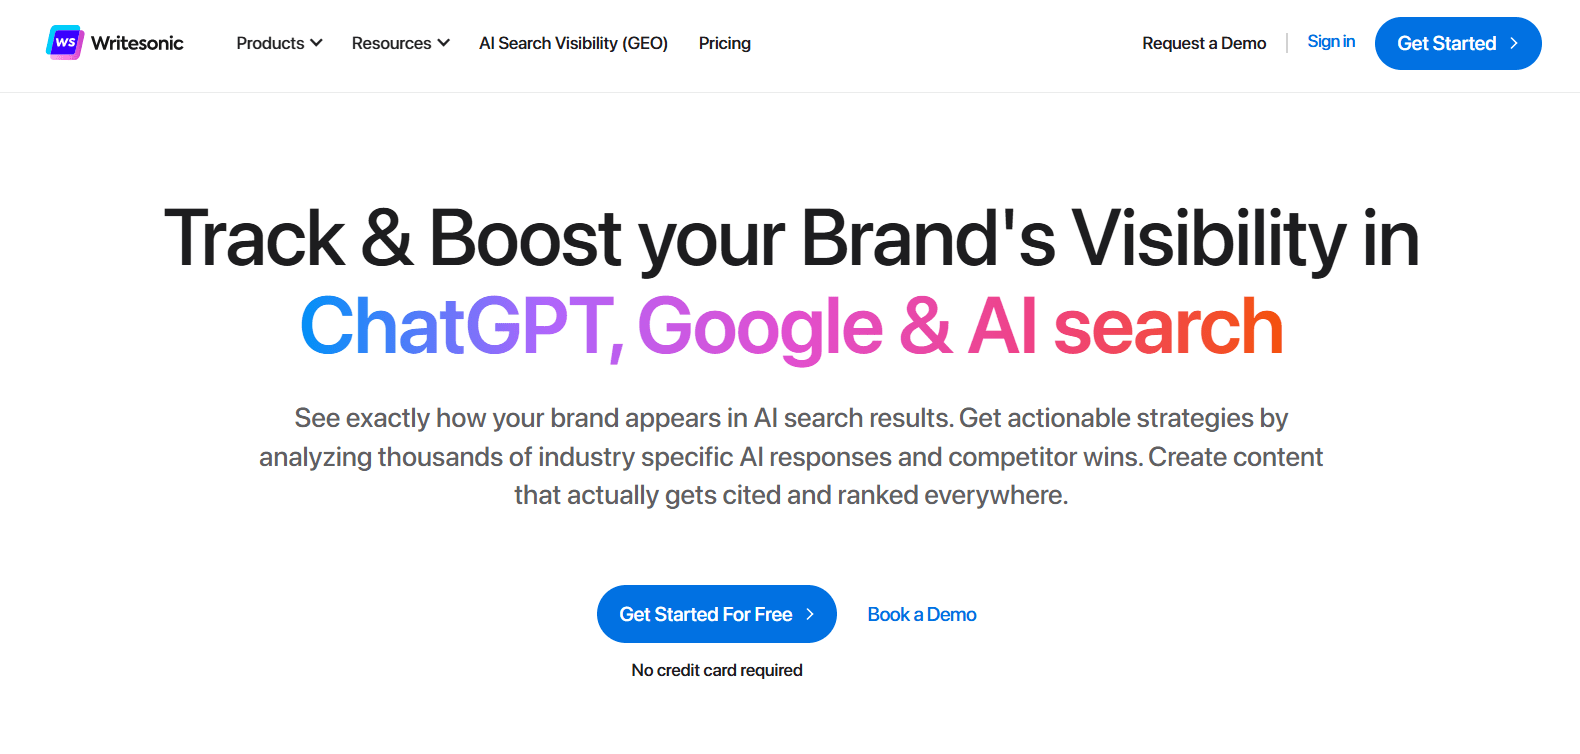 ws Writesonic
Products Resources AI Search Visibility (GEO) Pricing Request a Demo Sign in Get Started
Track & Boost your Brand's Visibility in
ChatGPT, Google & AI search
See exactly how your brand appears in AI search results. Get actionable strategies by
analyzing thousands of industry specific AI responses and competitor wins. Create content
that actually gets cited and ranked everywhere.
Get Started For Free Book a Demo
No credit card required